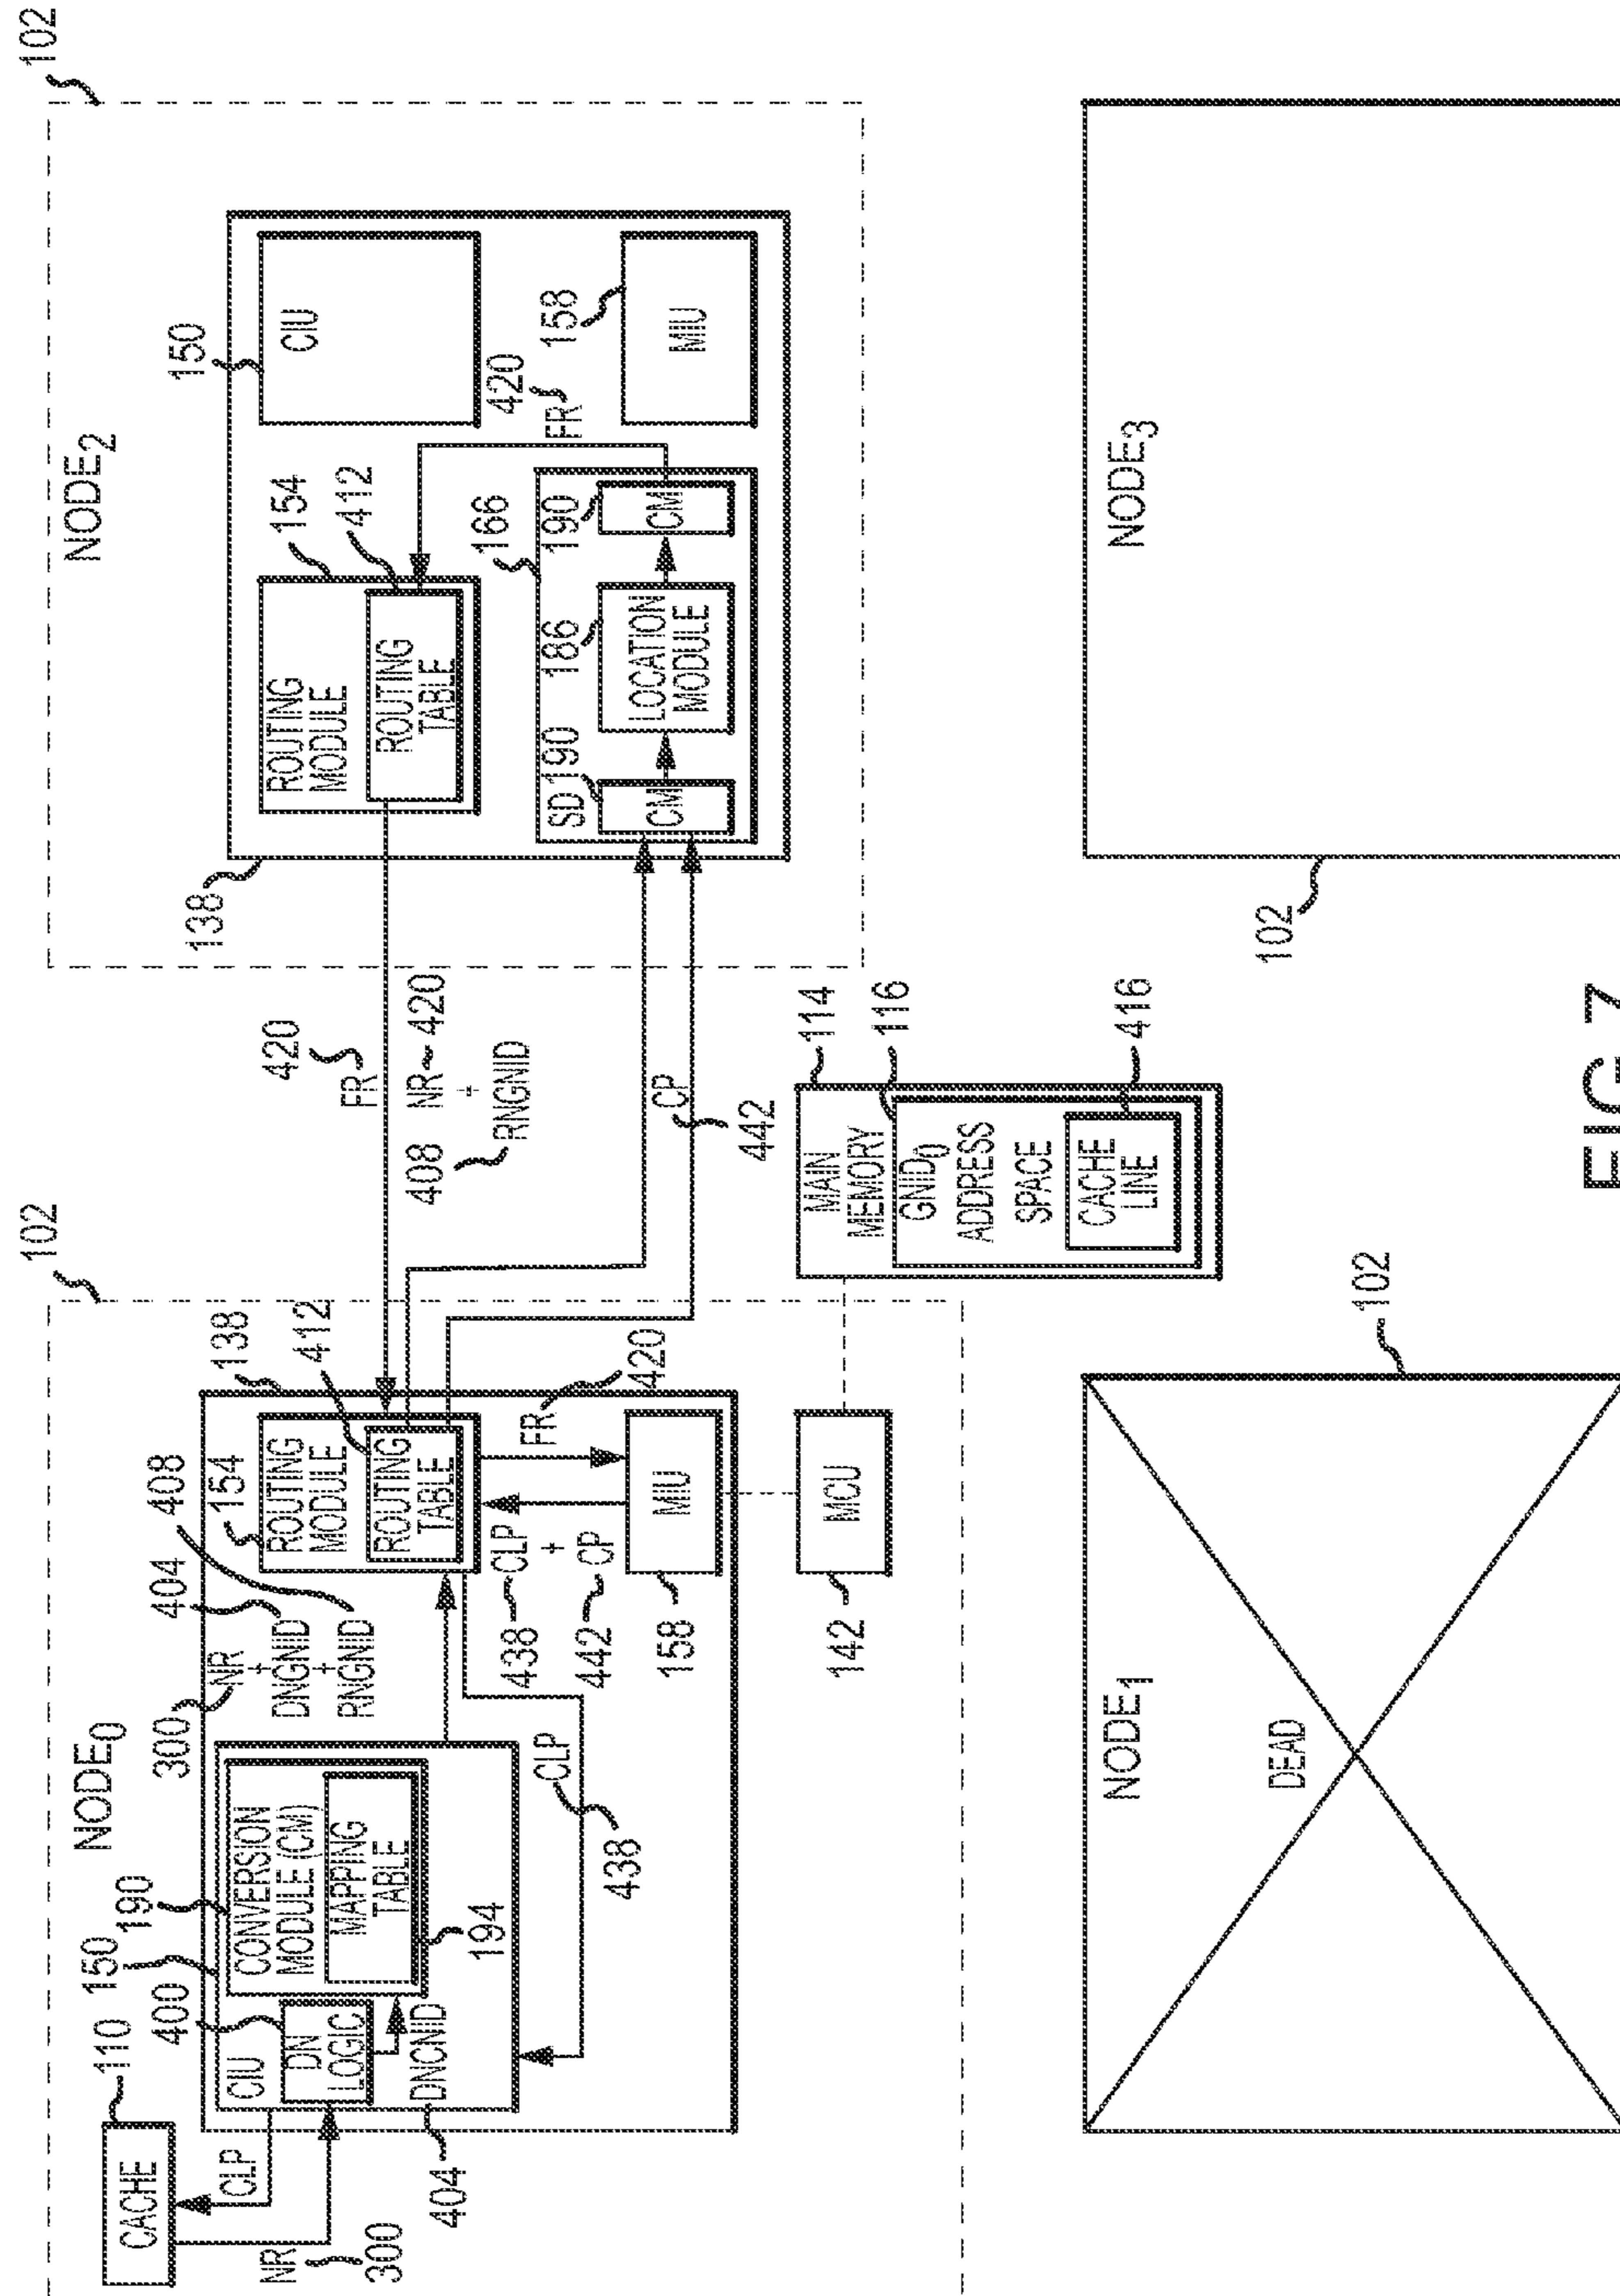 NODE0
102
CACHE
110
CLP
NR
300
400
150
190
CIU
DN
LOGIC
DNCNID
404
CONVERSION
MODULE (CM)
MAPPING
TABLE
194
300
NR
+
DNGNID
+
RNGNID
404
408
154
138
412
ROUTING
MODULE
ROUTING
TABLE
CLP
438
438
CLP
+
442
CP
FR
420
MIU
158
MCU
142
420
FR
NR
420
+
408
RNGNID
CP
442
MAIN
MEMORY
114
GNID0
116
ADDRESS
SPACE
CACHE
LINE
416
NODE2
102
138
ROUTING
MODULE
154
ROUTING
TABLE
412
150
CIU
SD
190
CM
186
LOCATION
MODULE
166
190
CM
FR
420
158
MIU
NODE1
DEAD
102
NODE3
102
FIG 7